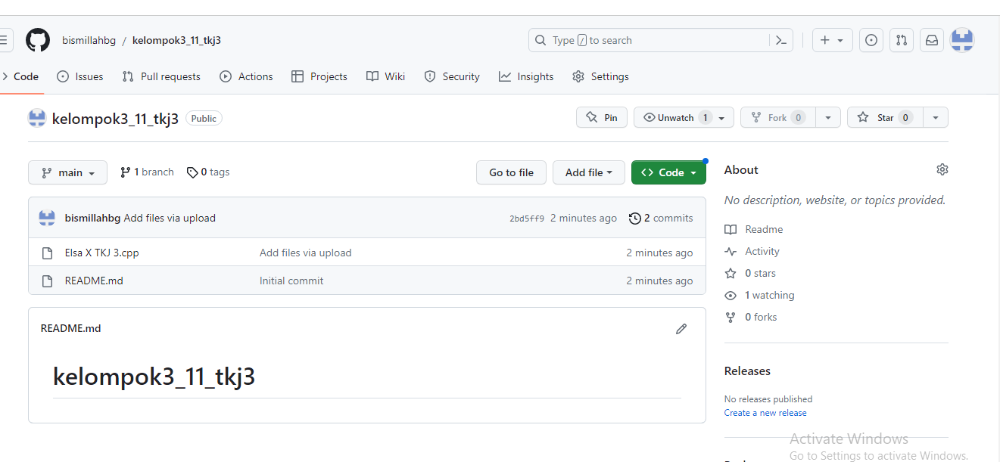 bismillahbg / kelompok3_11_tkj3
Type / to search
Code Issues Pull requests Actions Projects Wiki Security Insights Settings
kelompok3_11_tkj3 Public
Pin Unwatch 1 Fork 0 Star 0
main 1 branch 0 tags Go to file Add file Code
bismillahbg Add files via upload 2bd5ff9 2 minutes ago 2 commits
Elsa X TKJ 3.cpp Add files via upload 2 minutes ago
README.md Initial commit 2 minutes ago
README.md
kelompok3_11_tkj3
About
No description, website, or topics provided.
Readme
Activity
0 stars
1 watching
0 forks
Releases
No releases published
Create a new release
Activate Windows
Go to Settings to activate Windows.